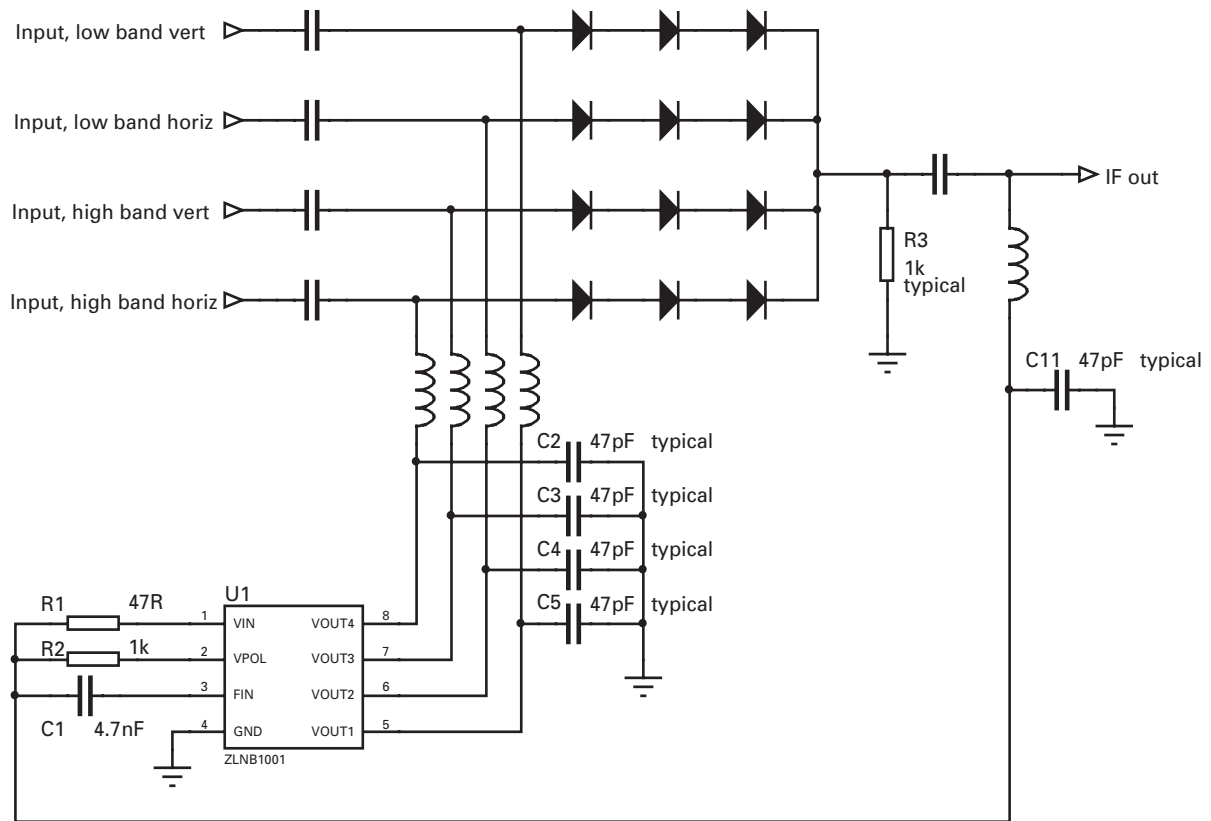 Input, low band vert
Input, low band horiz
Input, high band vert
Input, high band horiz
IF out
R3
1k
typical
C11 47pF typical
C2 47pF typical
C3 47pF typical
C4 47pF typical
C5 47pF typical
U1
R1 47R
R2 1k
C1 4.7nF
1 VIN VOUT4 8
2 VPOL VOUT3 7
3 FIN VOUT2 6
4 GND VOUT1 5
ZLNB1001